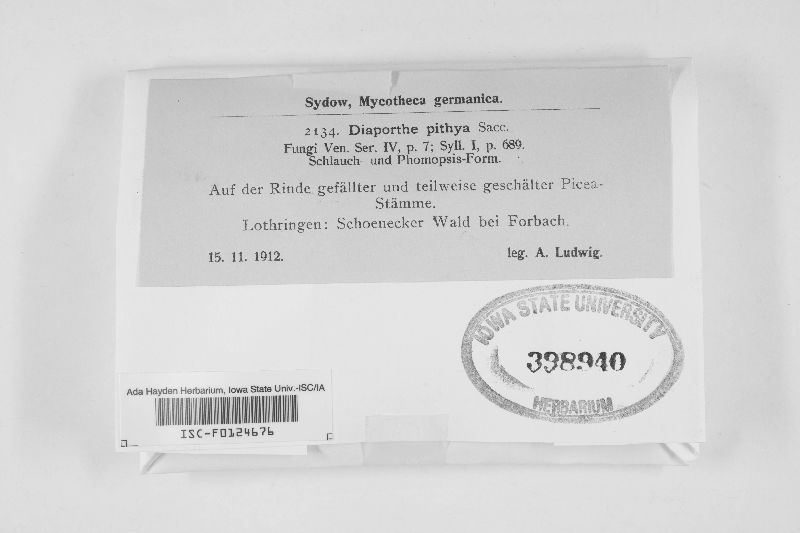 Sydow, Mycotheca germanica.
2134. Diaporthe pithya Sacc.
Fungi Ven. Ser. IV, p. 7; Syll. I, p. 689.
Schlauch- und Phomopsis-Form.
Auf der Rinde gefällter und teilweise geschälter Picea-
Stämme.
Lothringen: Schoenecker Wald bei Forbach.
15. 11. 1912. leg. A. Ludwig.
IOWA STATE UNIVERSITY
398940
HERBARIUM
Ada Hayden Herbarium, Iowa State Univ.-ISC/IA
ISC-F0124676